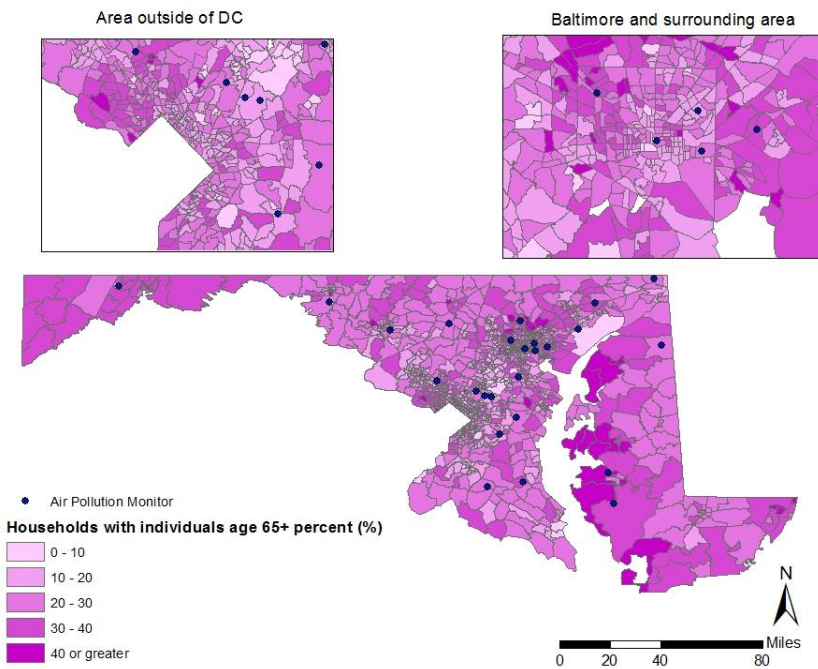 Area outside of DC
Baltimore and surrounding area
Air Pollution Monitor
Households with individuals age 65+ percent (%)
0 - 10
10 - 20
20 - 30
30 - 40
40 or greater
N
Miles
0 20 40 80